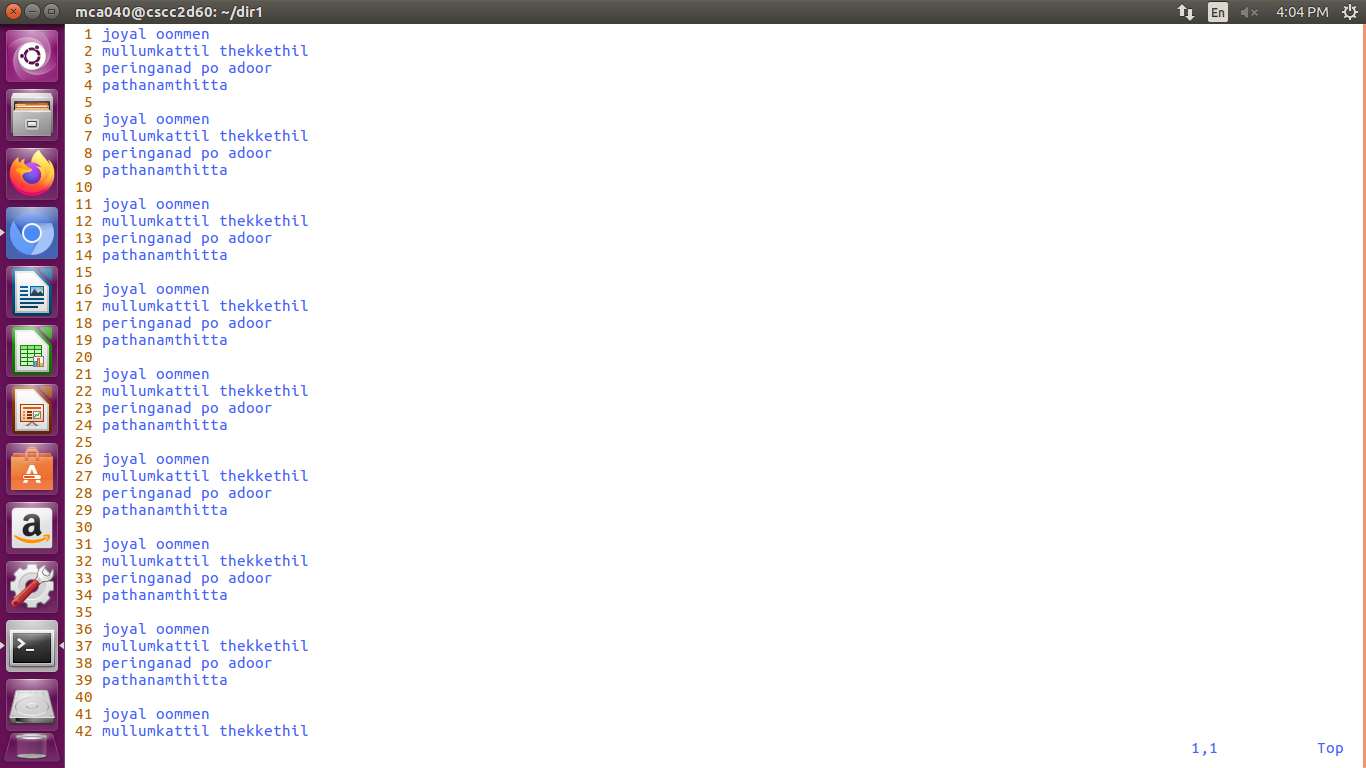 mca040@cscc2d60: ~/dir1
En
4:04 PM
1 joyal oommen
2 mullumkattil thekkethil
3 peringanad po adoor
4 pathanamthitta
5
6 joyal oommen
7 mullumkattil thekkethil
8 peringanad po adoor
9 pathanamthitta
10
11 joyal oommen
12 mullumkattil thekkethil
13 peringanad po adoor
14 pathanamthitta
15
16 joyal oommen
17 mullumkattil thekkethil
18 peringanad po adoor
19 pathanamthitta
20
21 joyal oommen
22 mullumkattil thekkethil
23 peringanad po adoor
24 pathanamthitta
25
26 joyal oommen
27 mullumkattil thekkethil
28 peringanad po adoor
29 pathanamthitta
30
31 joyal oommen
32 mullumkattil thekkethil
33 peringanad po adoor
34 pathanamthitta
35
36 joyal oommen
37 mullumkattil thekkethil
38 peringanad po adoor
39 pathanamthitta
40
41 joyal oommen
42 mullumkattil thekkethil
1,1 Top